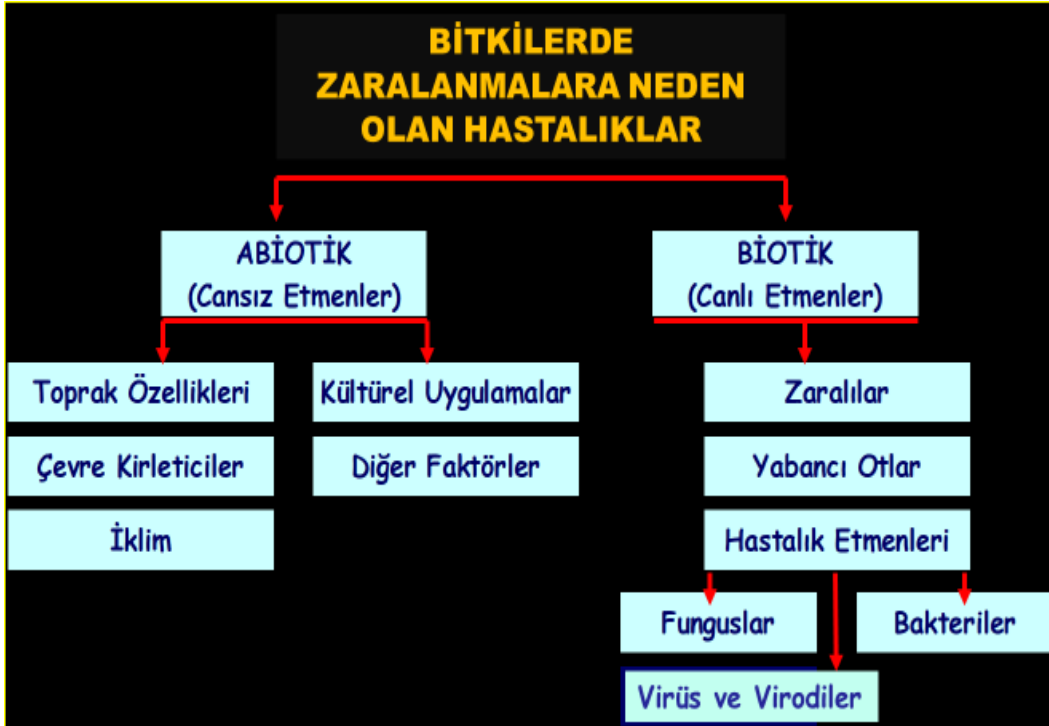 BİTKİLERDE
ZARALANMALARA NEDEN
OLAN HASTALIKLAR
ABİOTİK
(Cansız Etmenler)
BİOTİK
(Canlı Etmenler)
Toprak Özellikleri
Kültürel Uygulamalar
Zaralılar
Çevre Kirleticiler
Diğer Faktörler
Yabancı Otlar
İklim
Hastalık Etmenleri
Funguslar
Bakteriler
Virüs ve Virodiler